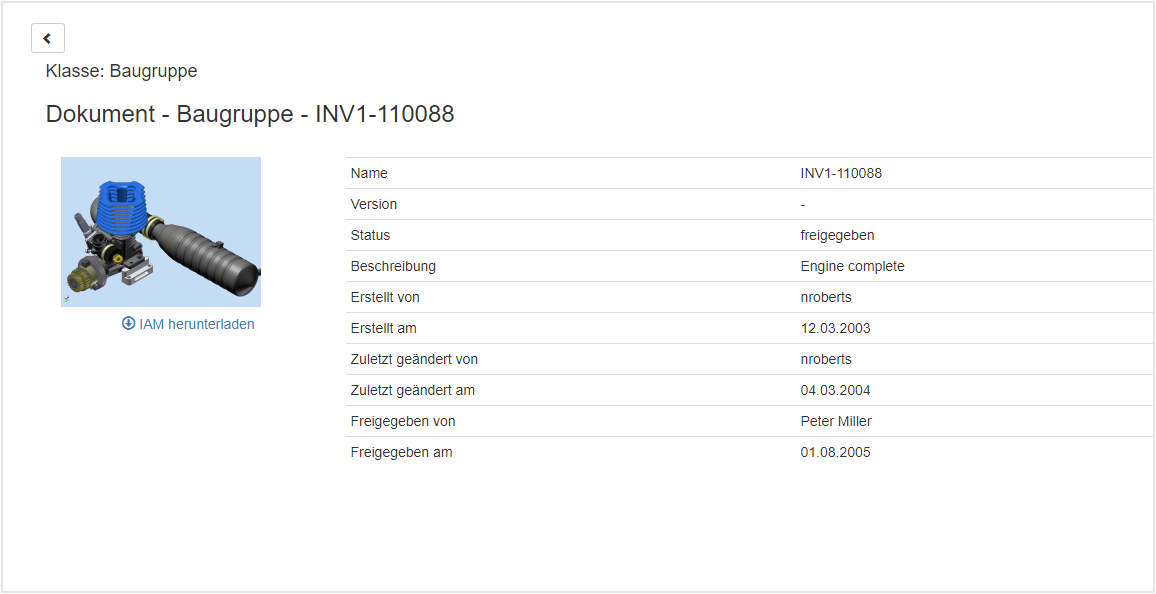 Klasse: Baugruppe
Dokument - Baugruppe - INV1-110088
Name INV1-110088
Version -
Status freigegeben
Beschreibung Engine complete
Erstellt von nroberts
Erstellt am 12.03.2003
Zuletzt geändert von nroberts
Zuletzt geändert am 04.03.2004
Freigegeben von Peter Miller
Freigegeben am 01.08.2005
IAM herunterladen